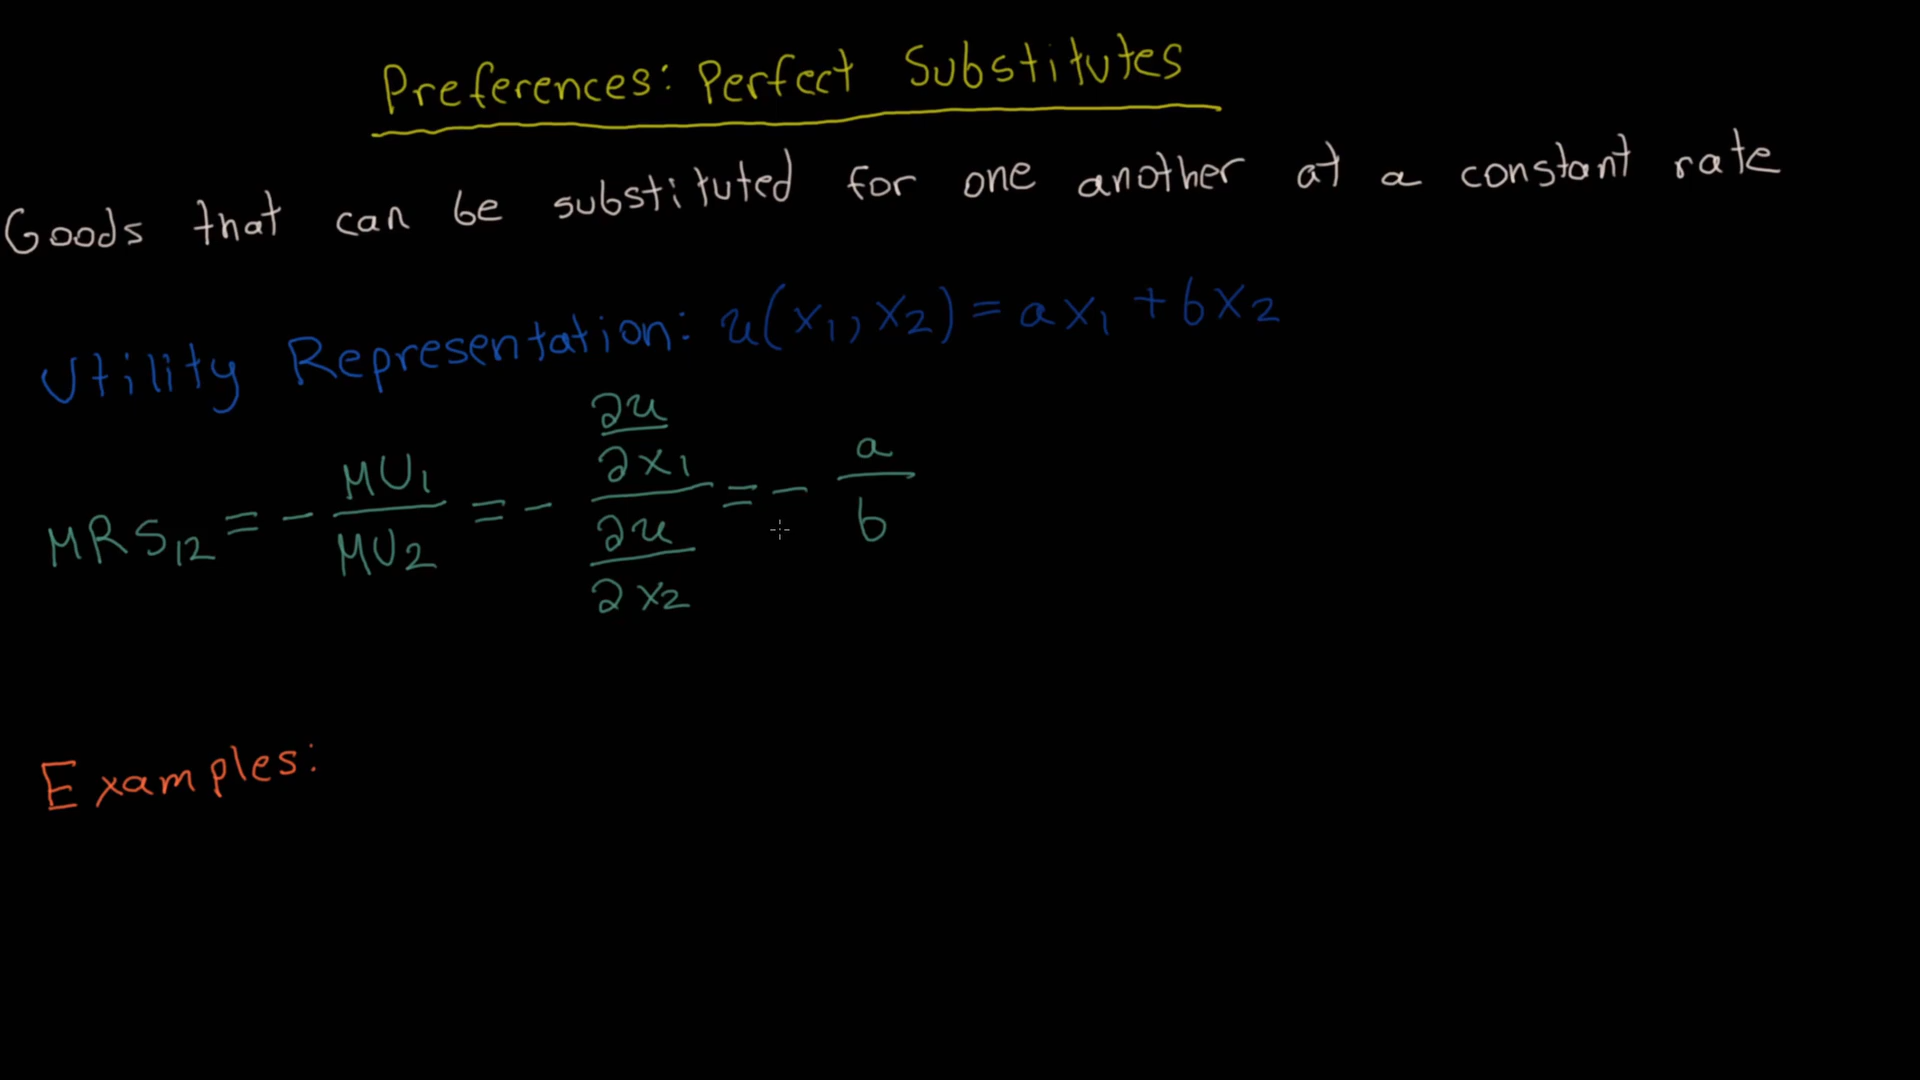 Preferences: Perfect Substitutes
Goods that can be substituted for one another at a constant rate
Utility Representation: u(x₁, x₂) = ax₁ + bx₂
MRS₁₂ = - MU₁/MU₂ = - (∂u/∂x₁)/(∂u/∂x₂) = - a/b
Examples: